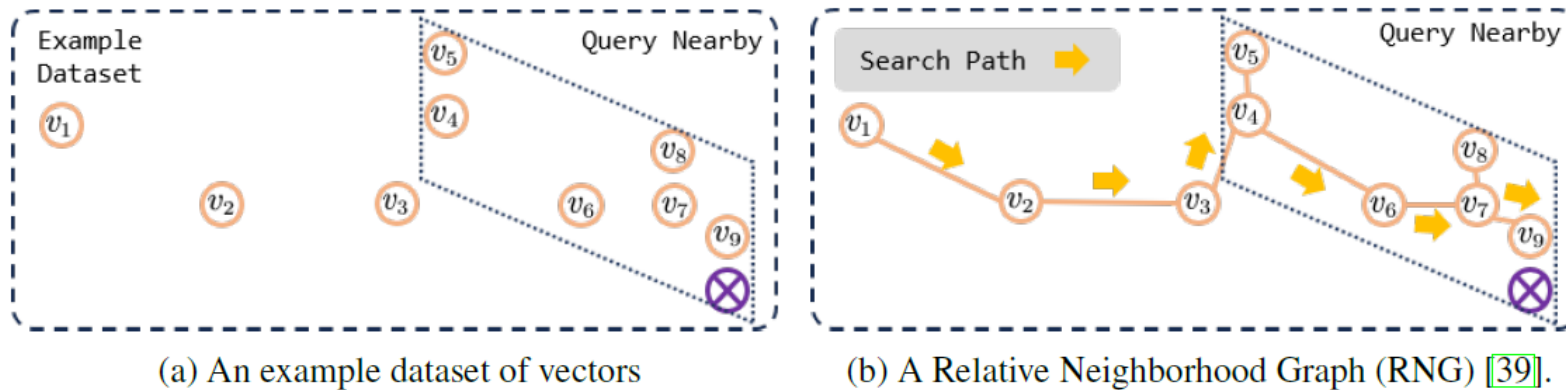 Example
Dataset
Query Nearby
v5
v4
v1
v8
v2
v3
v6
v7
v9
(a) An example dataset of vectors
Search Path
Query Nearby
v5
v4
v1
v8
v2
v3
v6
v7
v9
(b) A Relative Neighborhood Graph (RNG) [39].